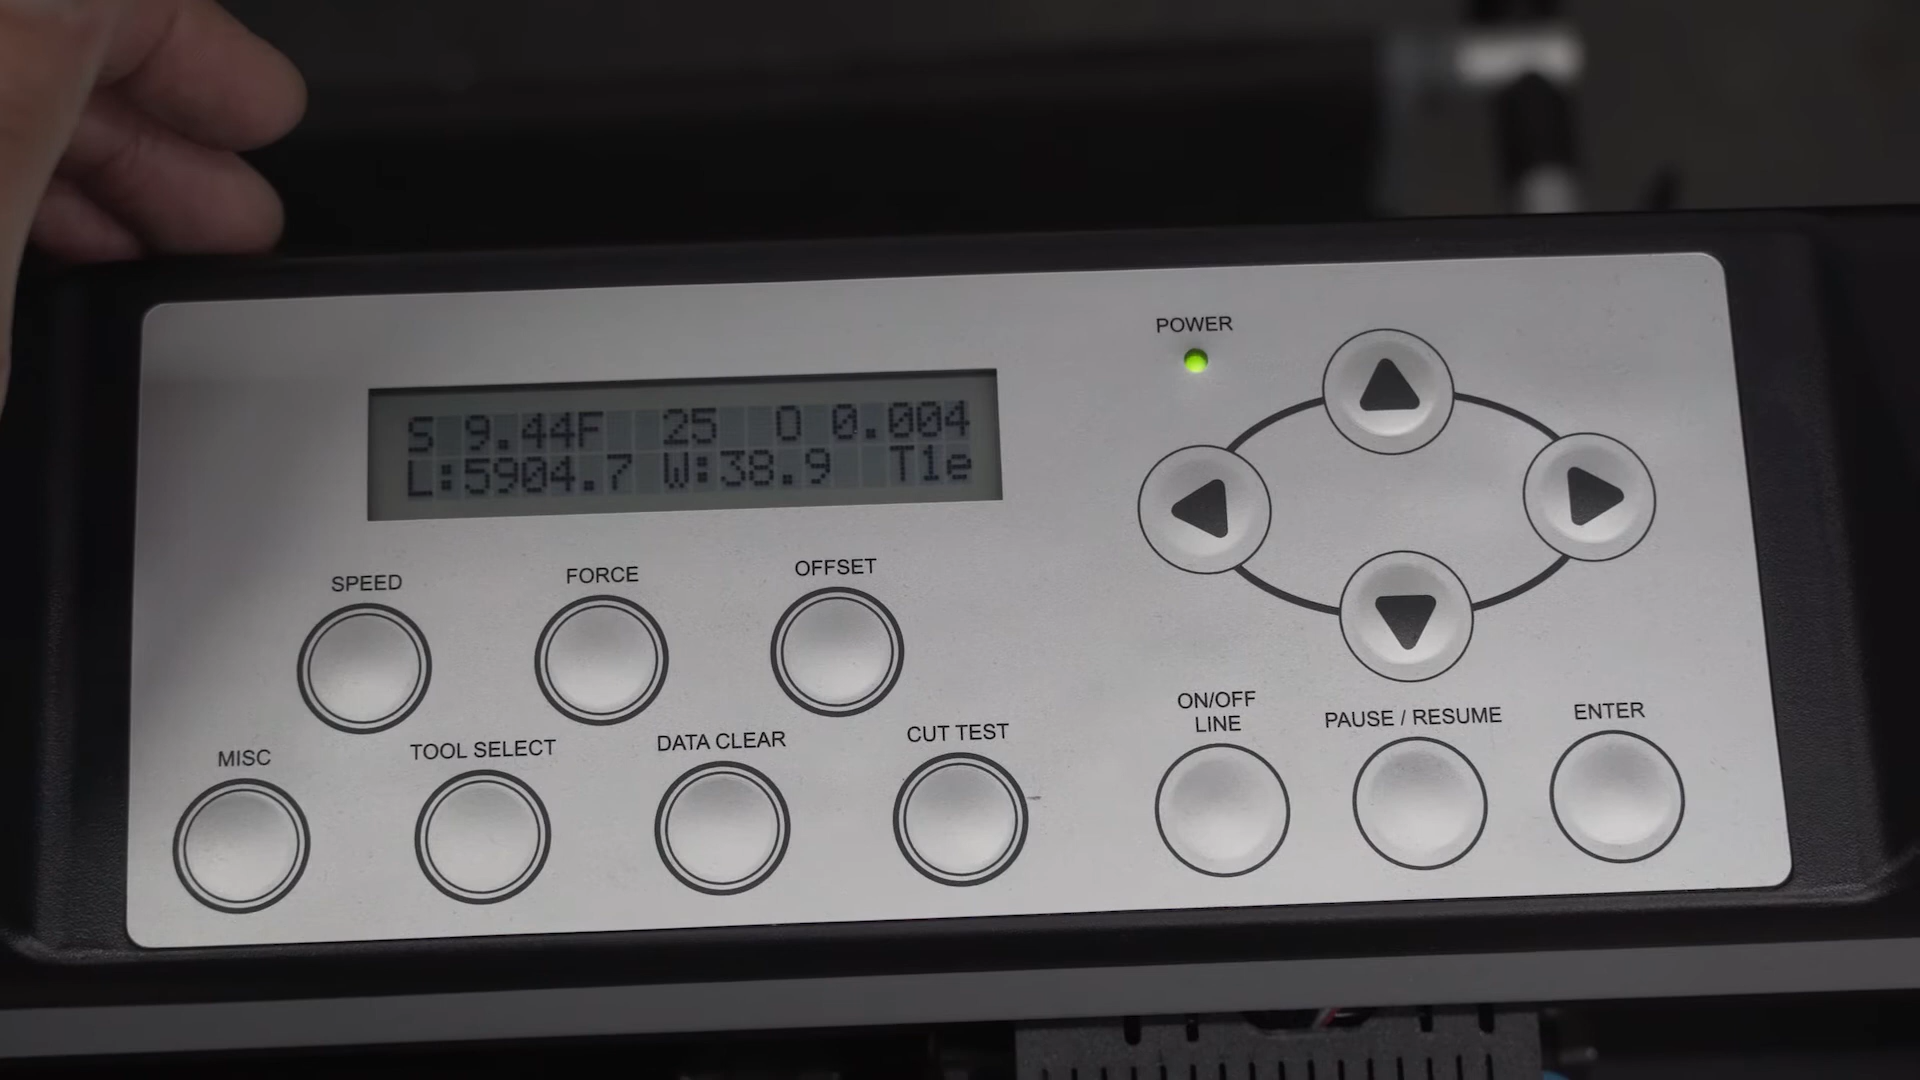 S 9.44F 25 O 0.004
L:5904.7 W:38.9 T1e
POWER
SPEED
FORCE
OFFSET
MISC
TOOL SELECT
DATA CLEAR
CUT TEST
ON/OFF
LINE
PAUSE / RESUME
ENTER